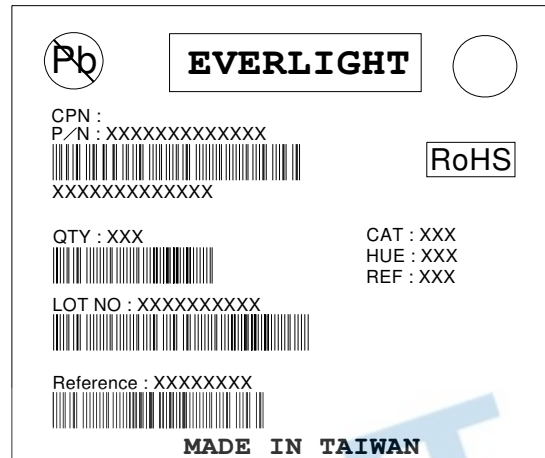 Pb
EVERLIGHT
CPN :
P/N : XXXXXXXXXXXXX
RoHS
XXXXXXXXXXXXX
QTY : XXX
CAT : XXX
HUE : XXX
REF : XXX
LOT NO : XXXXXXXXXX
Reference : XXXXXXXX
MADE IN TAIWAN